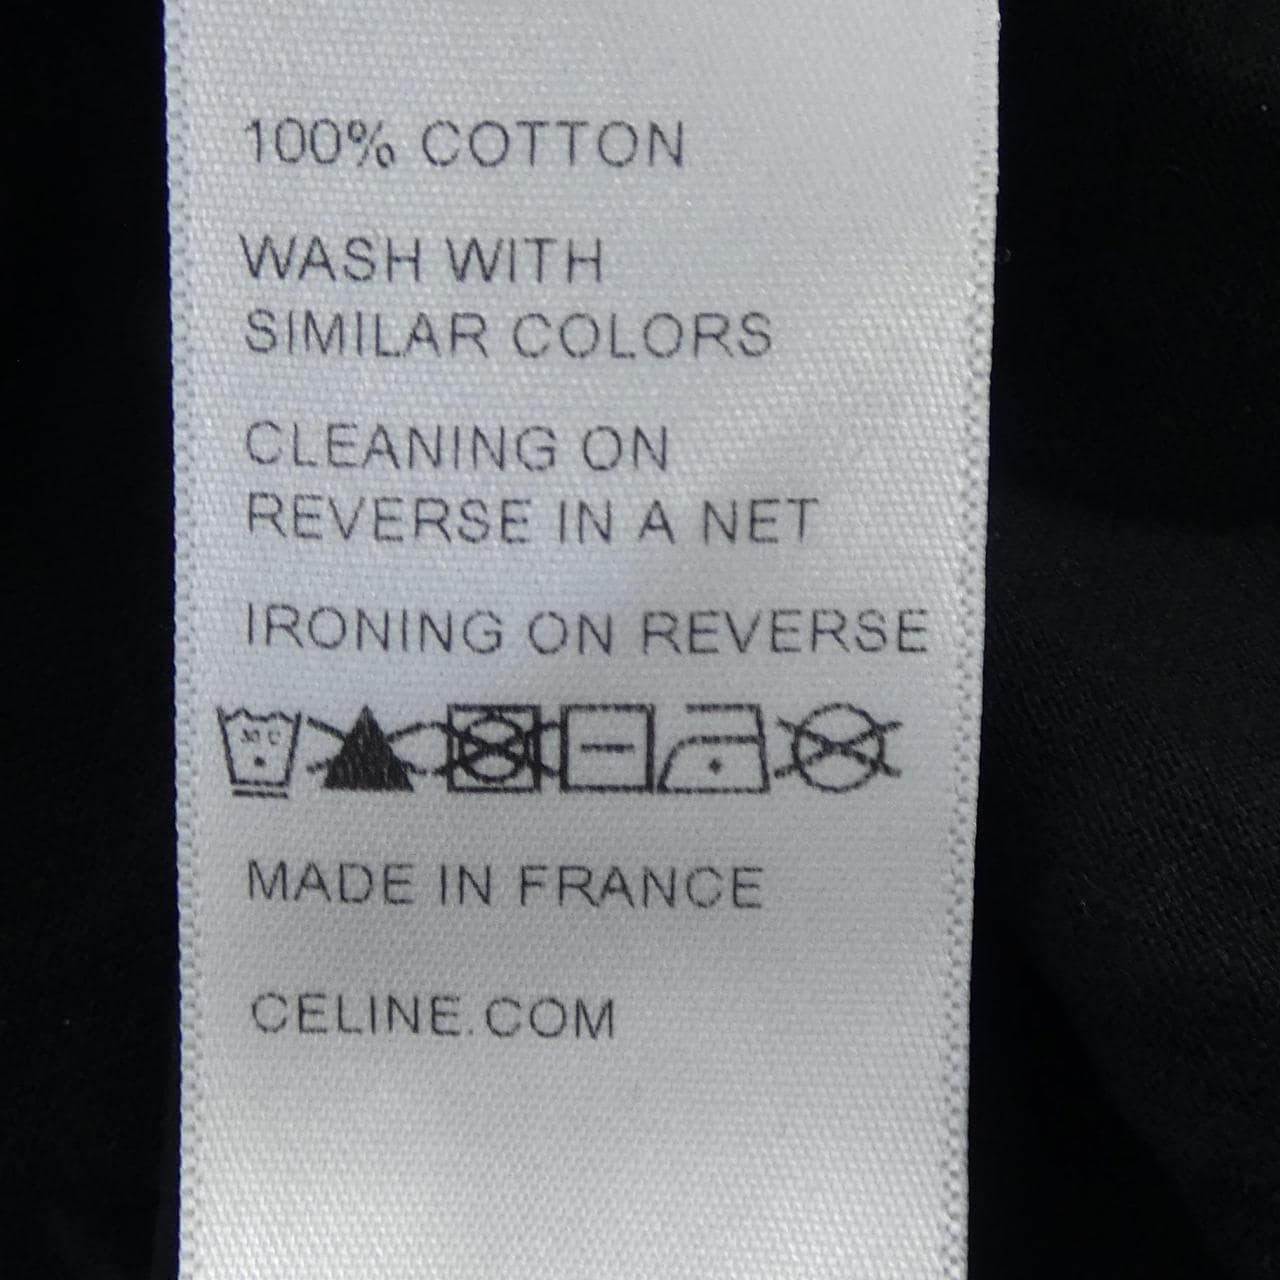 100% COTTON
WASH WITH
SIMILAR COLORS
CLEANING ON
REVERSE IN A NET
IRONING ON REVERSE
MADE IN FRANCE
CELINE.COM